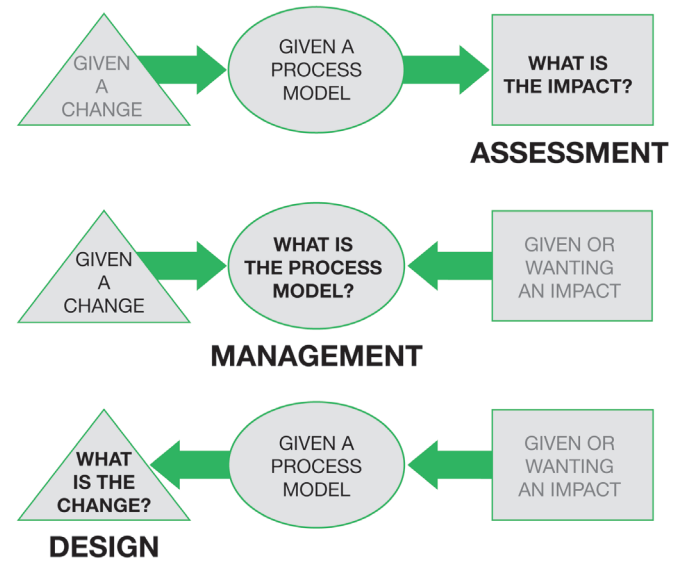 GIVEN
A
CHANGE
GIVEN A
PROCESS
MODEL
WHAT IS
THE IMPACT?
ASSESSMENT
GIVEN
A
CHANGE
WHAT IS
THE PROCESS
MODEL?
GIVEN OR
WANTING
AN IMPACT
MANAGEMENT
WHAT
IS THE
CHANGE?
GIVEN A
PROCESS
MODEL
GIVEN OR
WANTING
AN IMPACT
DESIGN